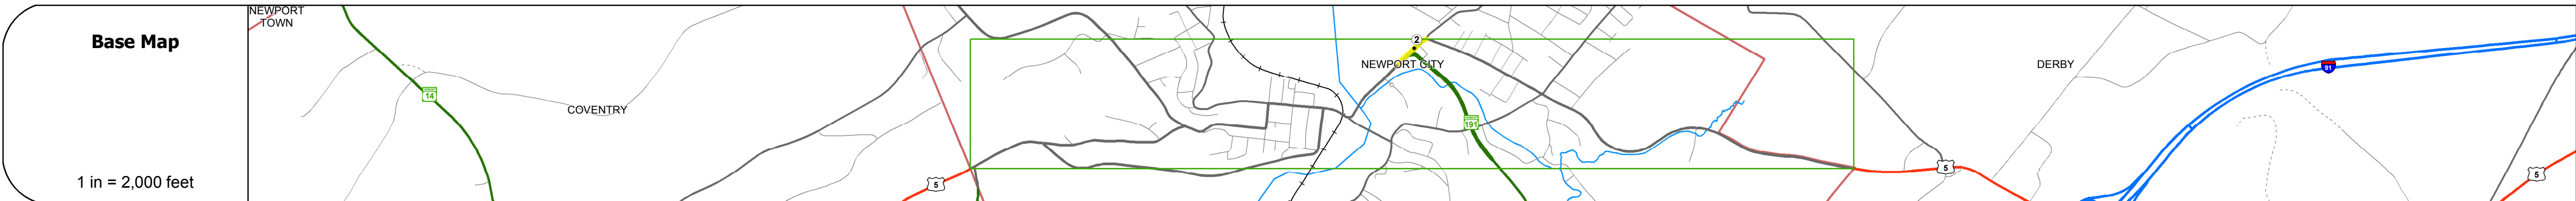 NEWPORT
TOWN
Base Map
2
NEWPORT CITY
DERBY
91
14
COVENTRY
191
5
5
1 in = 2,000 feet
5